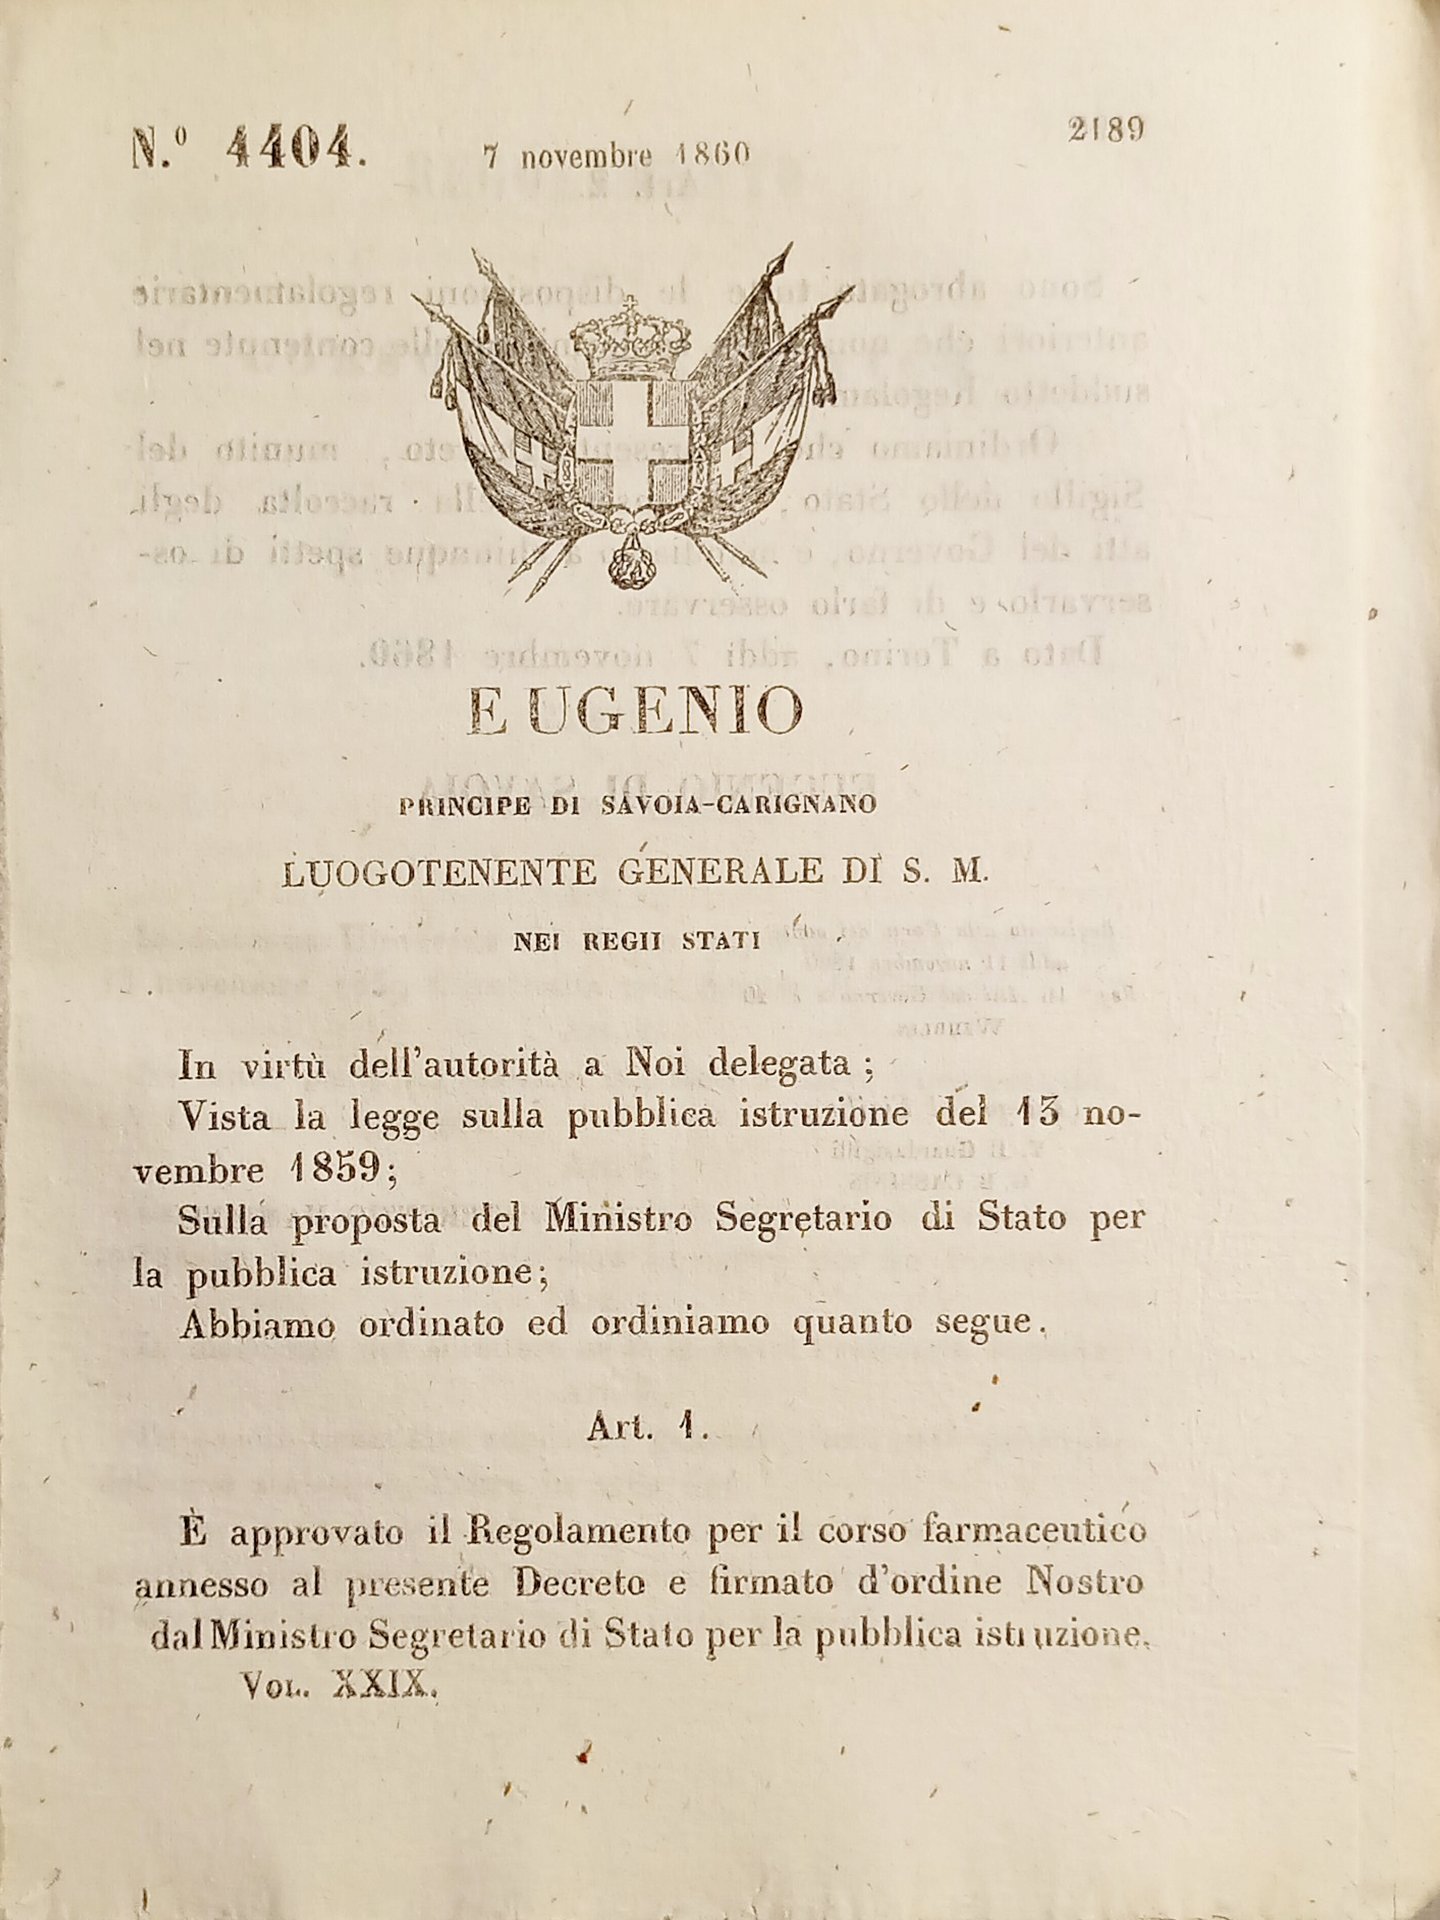 N.º 4404.
7 novembre 1860
2189
EUGENIO
PRINCIPE DI SAVOIA-CARIGNANO
LUOGOTENENTE GENERALE DI S. M.
NEI REGII STATI
In virtù dell'autorità a Noi delegata;
Vista la legge sulla pubblica istruzione del 13 no-
vembre 1859;
Sulla proposta del Ministro Segretario di Stato per
la pubblica istruzione;
Abbiamo ordinato ed ordiniamo quanto segue.
Art. 1.
È approvato il Regolamento per il corso farmaceutico
annesso al presente Decreto e firmato d'ordine Nostro
dal Ministro Segretario di Stato per la pubblica istruzione.
VOL. XXIX.